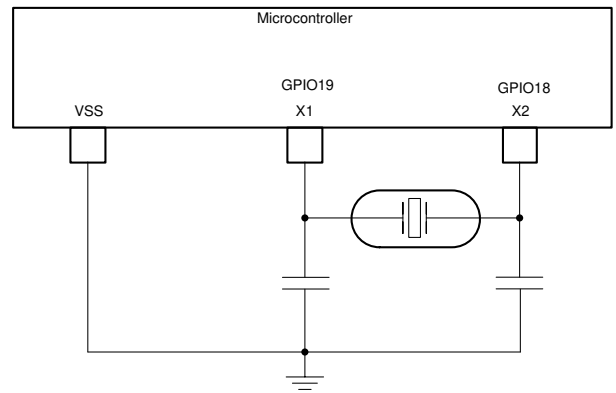 Microcontroller
GPIO19
GPIO18
VSS
X1
X2